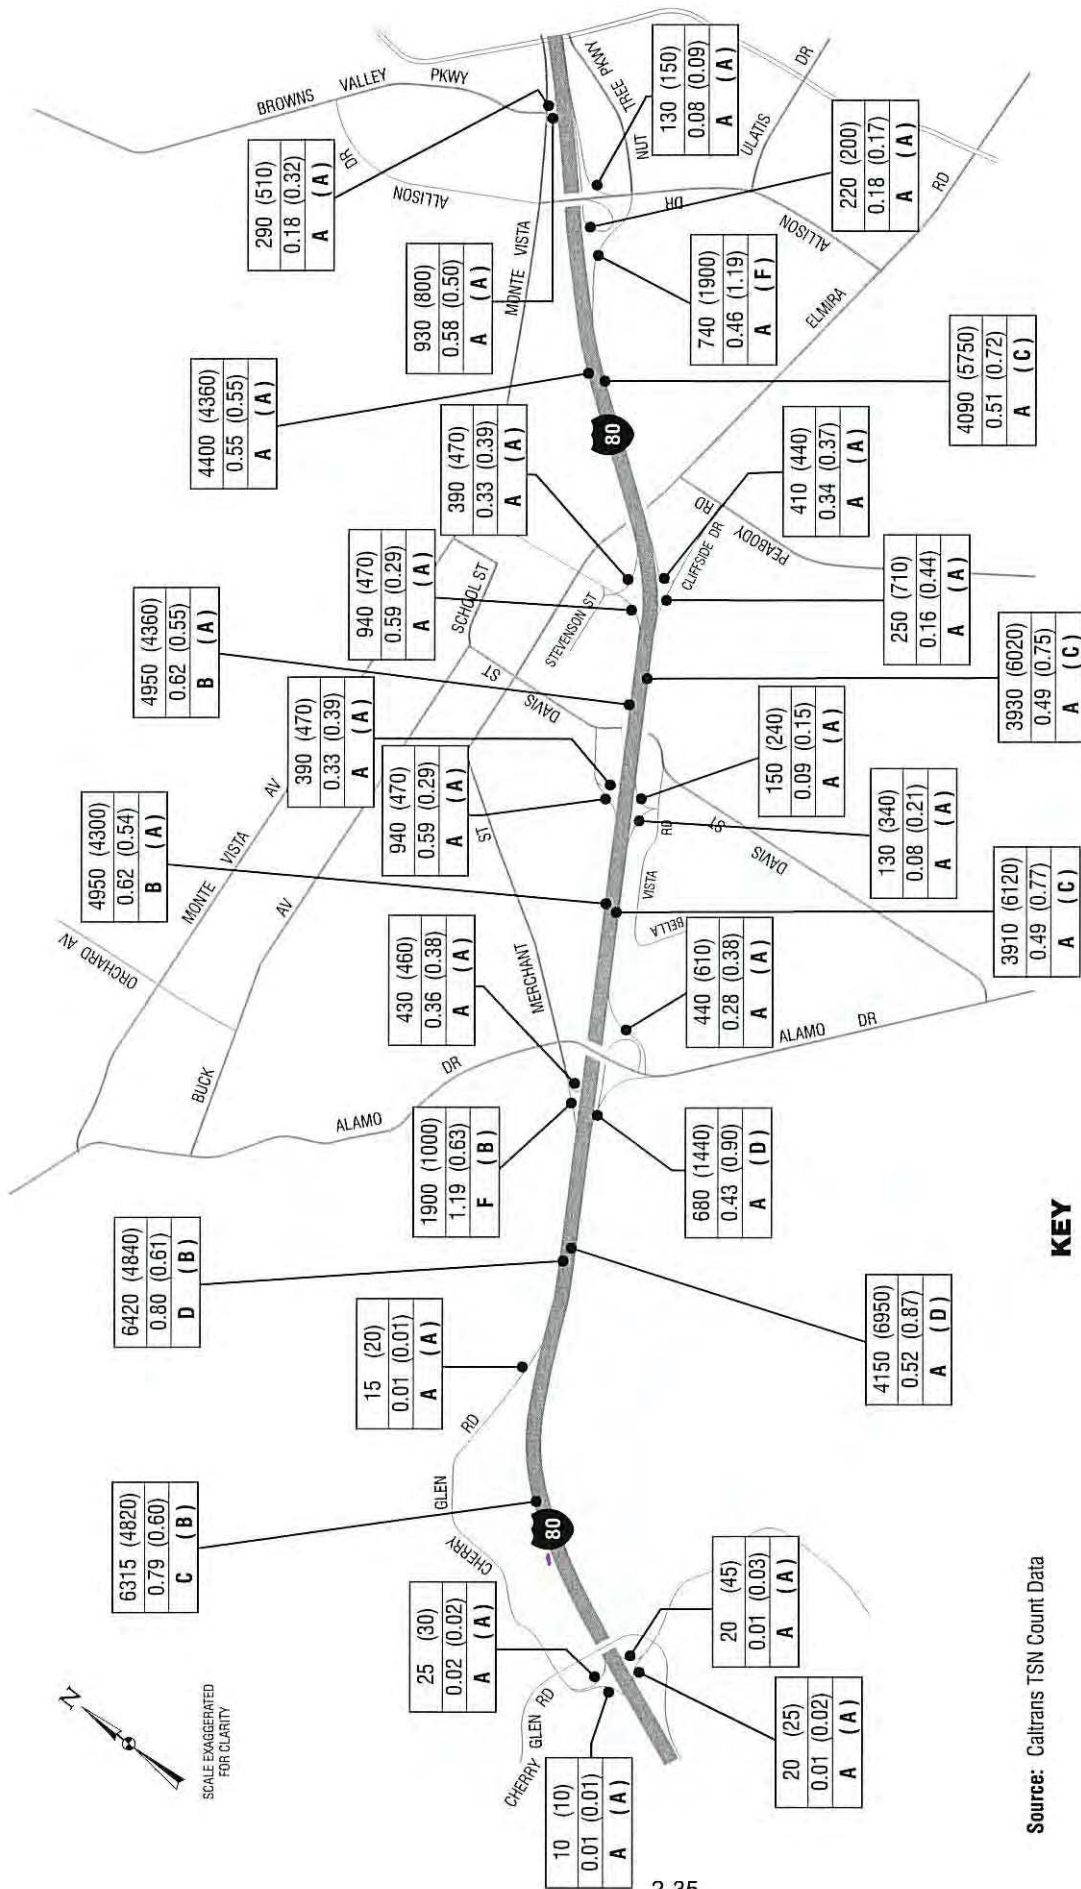 N
SCALE EXAGGERATED
FOR CLARITY
6315 (4820)
0.79 (0.60)
C (B)
6420 (4840)
0.80 (0.61)
D (B)
4950 (4300)
0.62 (0.54)
B (A)
4950 (4360)
0.62 (0.55)
B (A)
4400 (4360)
0.55 (0.55)
A (A)
290 (510)
0.18 (0.32)
A (A)
BROWNS VALLEY PKWY
ORCHARD AV
MONTE VISTA AV
BUCK AV
ALAMO DR
390 (470)
0.33 (0.39)
A (A)
940 (470)
0.59 (0.29)
A (A)
SCHOOL ST
DAVIS ST
ALLISON DR
MONTE VISTA
930 (800)
0.58 (0.50)
A (A)
15 (20)
0.01 (0.01)
A (A)
1900 (1000)
1.19 (0.63)
F (B)
430 (460)
0.36 (0.38)
A (A)
MERCHANT ST
940 (470)
0.59 (0.29)
A (A)
390 (470)
0.33 (0.39)
A (A)
STEVENSON ST
CHERRY GLEN RD
25 (30)
0.02 (0.02)
A (A)
CHERRY GLEN RD
10 (10)
0.01 (0.01)
A (A)
80
80
NUT TREE PKWY
130 (150)
0.08 (0.09)
A (A)
20 (45)
0.01 (0.03)
A (A)
20 (25)
0.01 (0.02)
A (A)
680 (1440)
0.43 (0.90)
A (D)
440 (610)
0.28 (0.38)
A (A)
BELLA VISTA RD
150 (240)
0.09 (0.15)
A (A)
CLIFFSIDE DR
PEABODY RD
410 (440)
0.34 (0.37)
A (A)
740 (1900)
0.46 (1.19)
A (F)
ULATIS DR
ALLISON DR
220 (200)
0.18 (0.17)
A (A)
ELMIRA RD
4150 (6950)
0.52 (0.87)
A (D)
ALAMO DR
DAVIS ST
130 (340)
0.08 (0.21)
A (A)
250 (710)
0.16 (0.44)
A (A)
4090 (5750)
0.51 (0.72)
A (C)
3910 (6120)
0.49 (0.77)
A (C)
3930 (6020)
0.49 (0.75)
A (C)
KEY
Source: Caltrans TSN Count Data
2-35